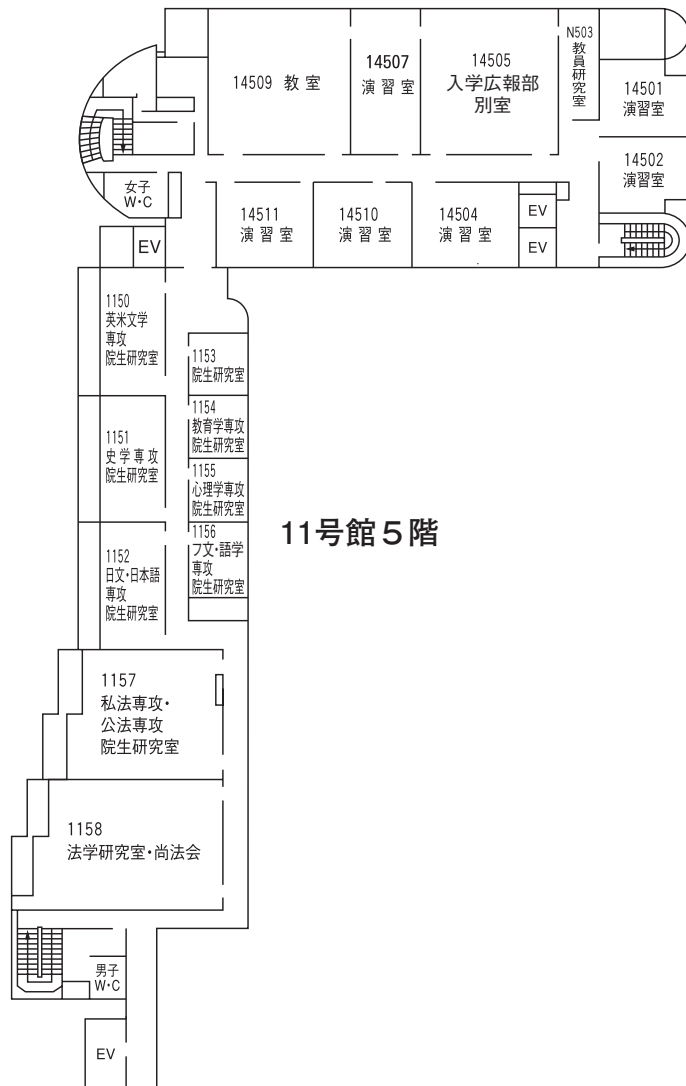 N503
教員研究室
14509 教 室
14507
演 習 室
14505
入学広報部
別室
14501
演習室
14502
演習室
女子
W・C
14511
演 習 室
14510
演 習 室
14504
演 習 室
EV
EV
EV
1150
英米文学
専攻
院生研究室
1153
院生研究室
1154
教育学専攻
院生研究室
1151
史 学 専 攻
院生研究室
1155
心理学専攻
院生研究室
1156
フ文・語学
専攻
院生研究室
1152
日文・日本語
専攻
院生研究室
11号館５階
1157
私法専攻・
公法専攻
院生研究室
1158
法学研究室・尚法会
男子
W・C
EV